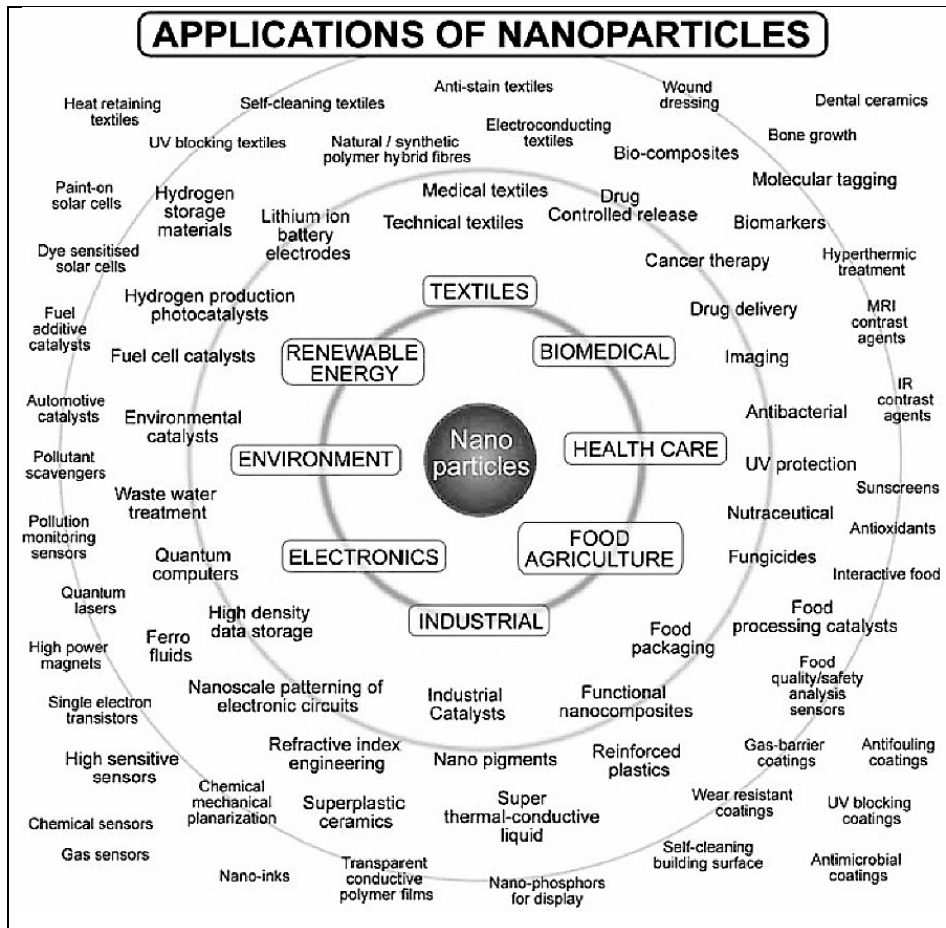 APPLICATIONS OF NANOPARTICLES
Anti-stain textiles
Wound
dressing
Dental ceramics
Heat retaining
textiles
Self-cleaning textiles
UV blocking textiles
Natural / synthetic
polymer hybrid fibres
Electroconducting
textiles
Bone growth
Bio-composites
Molecular tagging
Paint-on
solar cells
Hydrogen
storage
materials
Lithium ion
battery
electrodes
Medical textiles
Technical textiles
Drug
Controlled release
Biomarkers
Dye sensitised
solar cells
Cancer therapy
Hyperthermic
treatment
TEXTILES
Hydrogen production
photocatalysts
Drug delivery
Fuel
additive
catalysts
MRI
contrast
agents
Fuel cell catalysts
RENEWABLE
ENERGY
BIOMEDICAL
Imaging
Automotive
catalysts
Environmental
catalysts
IR
contrast
agents
Antibacterial
Nano
particles
ENVIRONMENT
HEALTH CARE
Pollutant
scavengers
UV protection
Sunscreens
Waste water
treatment
Nutraceutical
Pollution
monitoring
sensors
Antioxidants
ELECTRONICS
FOOD
AGRICULTURE
Quantum
computers
Fungicides
Interactive food
Quantum
lasers
High density
data storage
INDUSTRIAL
Food
processing catalysts
High power
magnets
Ferro
fluids
Food
packaging
Food
quality/safety
analysis
sensors
Single electron
transistors
Nanoscale patterning of
electronic circuits
Industrial
Catalysts
Functional
nanocomposites
High sensitive
sensors
Refractive index
engineering
Nano pigments
Reinforced
plastics
Gas-barrier
coatings
Antifouling
coatings
Chemical
mechanical
planarization
Superplastic
ceramics
Super
thermal-conductive
liquid
Wear resistant
coatings
UV blocking
coatings
Chemical sensors
Gas sensors
Self-cleaning
building surface
Antimicrobial
coatings
Nano-inks
Transparent
conductive
polymer films
Nano-phosphors
for display